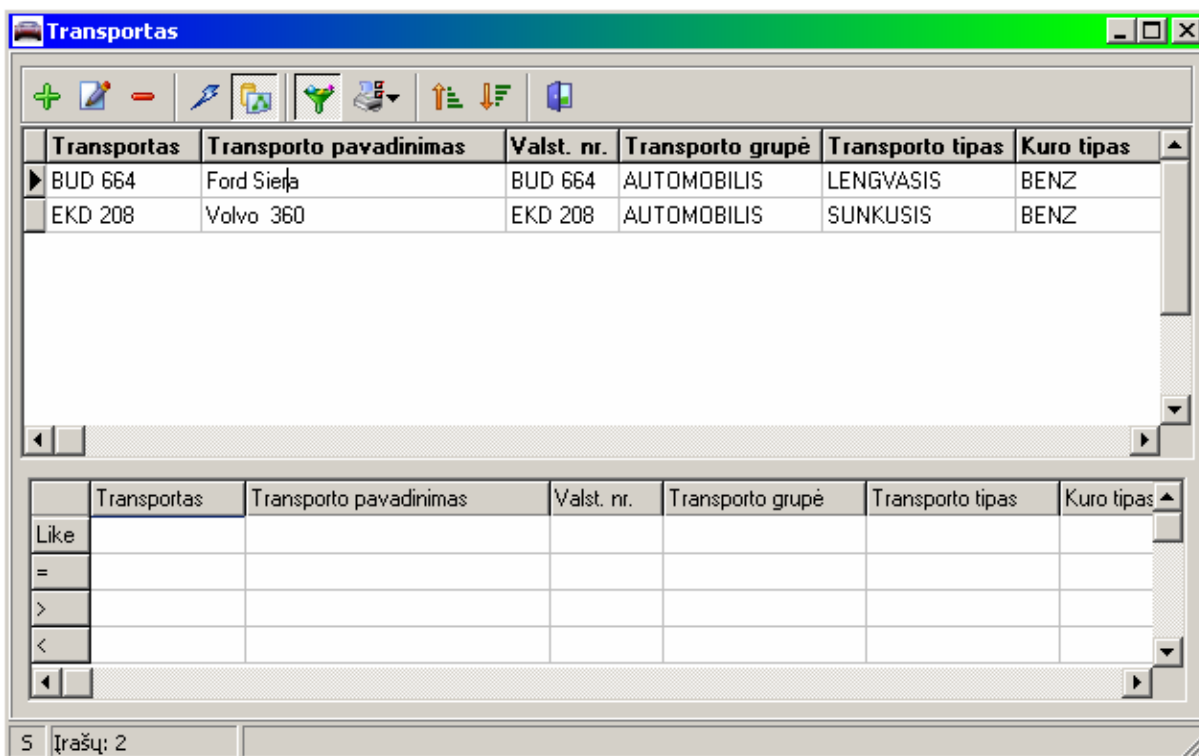 Transportas
Transportas Transporto pavadinimas Valst. nr. Transporto grupė Transporto tipas Kuro tipas
BUD 664 Ford Siera BUD 664 AUTOMOBILIS LENGVASIS BENZ
EKD 208 Volvo 360 EKD 208 AUTOMOBILIS SUNKUSIS BENZ
Transportas Transporto pavadinimas Valst. nr. Transporto grupė Transporto tipas Kuro tipas
Like
=
>
<
S Įrašų: 2